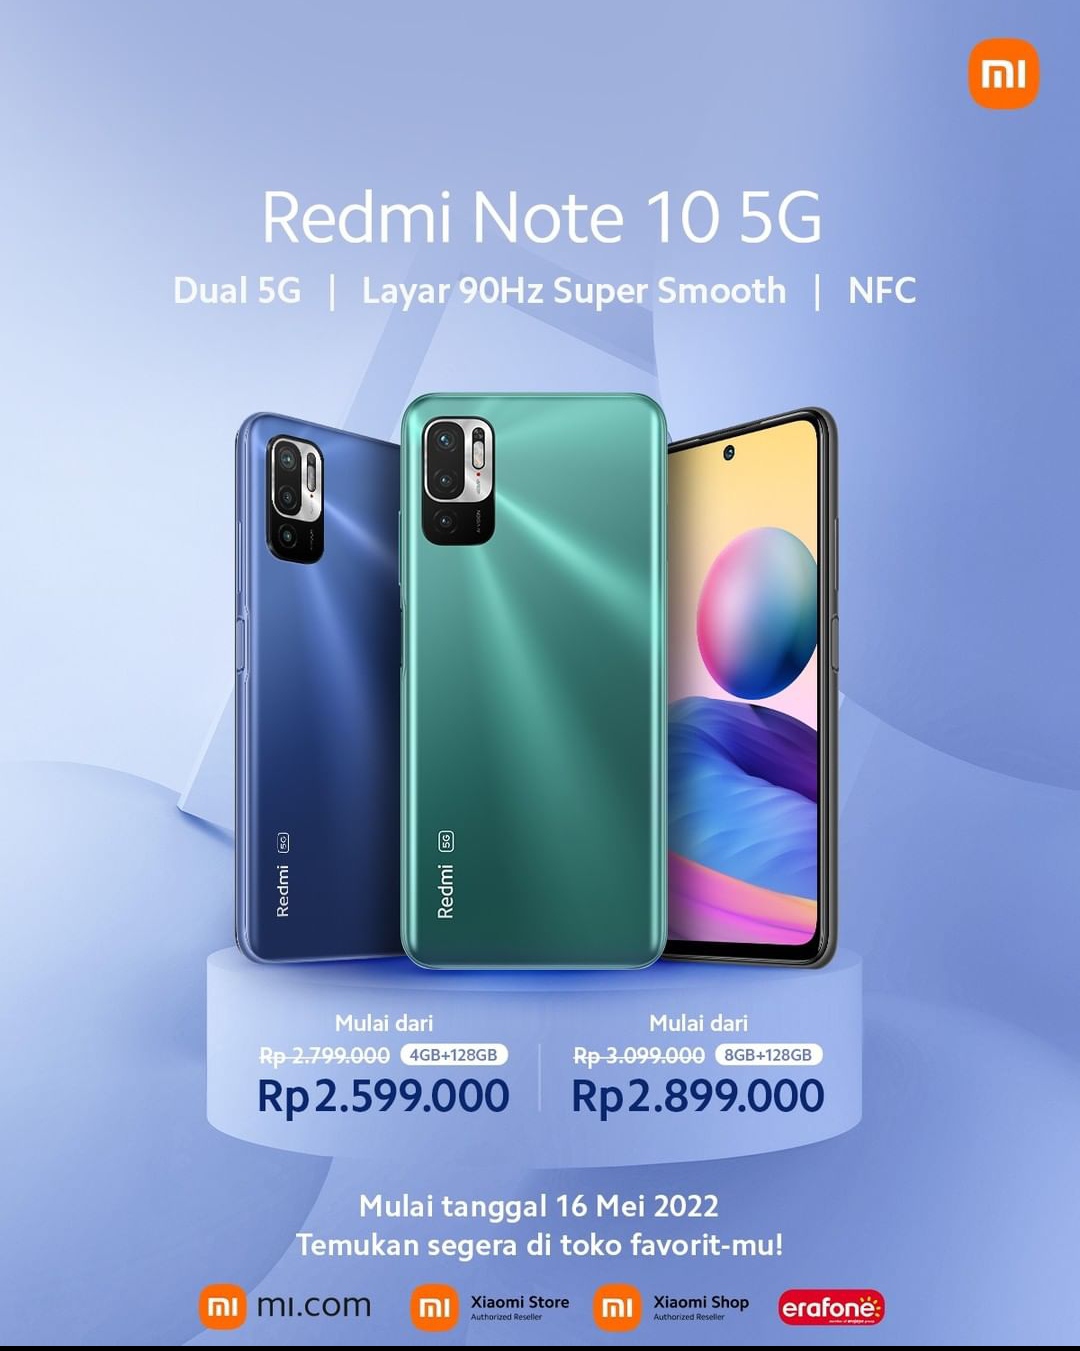 mi
Redmi Note 10 5G
Dual 5G | Layar 90Hz Super Smooth | NFC
Redmi 5G
Redmi 5G
Mulai dari
Rp 2.799.000 4GB+128GB
Rp2.599.000
Mulai dari
Rp 3.099.000 8GB+128GB
Rp2.899.000
Mulai tanggal 16 Mei 2022
Temukan segera di toko favorit-mu!
mi mi.com
mi Xiaomi Store
Authorized Reseller
mi Xiaomi Shop
Authorized Reseller
erafone